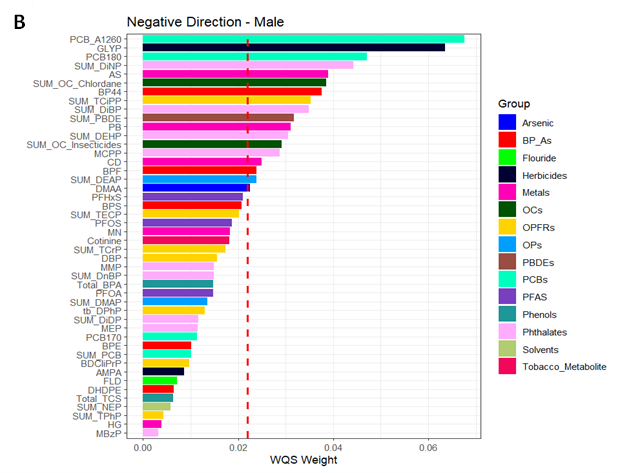 B
Negative Direction - Male
PCB_A1260
GLYP
PCB180
SUM_DiNP
AS
SUM_OC_Chlordane
BP44
SUM_TCiPP
SUM_DiBP
SUM_PBDE
PB
SUM_DEHP
SUM_OC_Insecticides
MCPP
CD
BPF
SUM_DEAP
DMAA
PFHxS
BPS
SUM_TECP
PFOS
MN
Cotinine
SUM_TCrP
DBP
MMP
SUM_DnBP
Total_BPA
PFOA
SUM_DMAP
tb_DPhP
SUM_DiDP
MEP
PCB170
BPE
SUM_PCB
BDCliPrP
AMPA
FLD
DHDPE
Total_TCS
SUM_NEP
SUM_TPhP
HG
MBzP
0.00 0.02 0.04 0.06
WQS Weight
Group
Arsenic
BP_As
Flouride
Herbicides
Metals
OCs
OPFRs
OPs
PBDEs
PCBs
PFAS
Phenols
Phthalates
Solvents
Tobacco_Metabolite